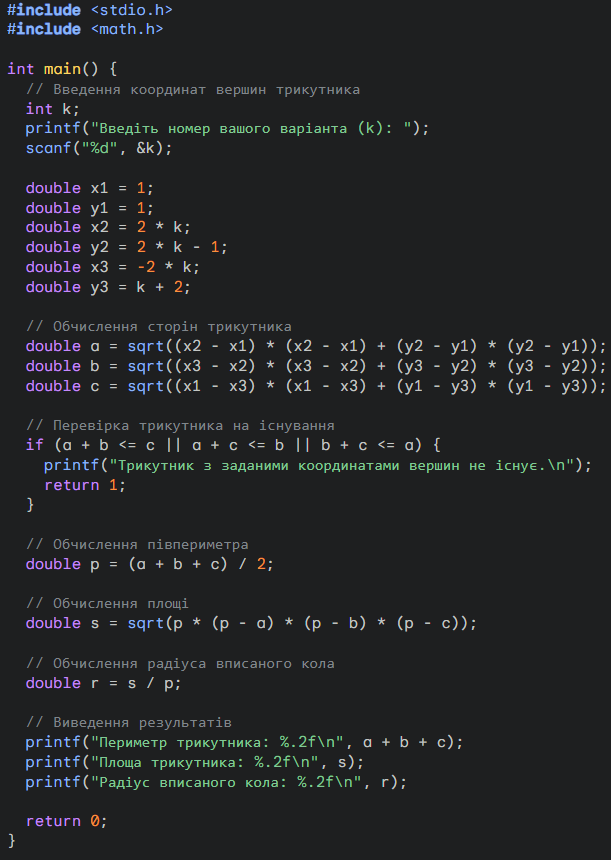 #include <stdio.h>
#include <math.h>

int main() {
  // Введення координат вершин трикутника
  int k;
  printf("Введіть номер вашого варіанта (k): ");
  scanf("%d", &k);

  double x1 = 1;
  double y1 = 1;
  double x2 = 2 * k;
  double y2 = 2 * k - 1;
  double x3 = -2 * k;
  double y3 = k + 2;

  // Обчислення сторін трикутника
  double a = sqrt((x2 - x1) * (x2 - x1) + (y2 - y1) * (y2 - y1));
  double b = sqrt((x3 - x2) * (x3 - x2) + (y3 - y2) * (y3 - y2));
  double c = sqrt((x1 - x3) * (x1 - x3) + (y1 - y3) * (y1 - y3));

  // Перевірка трикутника на існування
  if (a + b <= c || a + c <= b || b + c <= a) {
    printf("Трикутник з заданими координатами вершин не існує.\n");
    return 1;
  }

  // Обчислення півпериметра
  double p = (a + b + c) / 2;

  // Обчислення площі
  double s = sqrt(p * (p - a) * (p - b) * (p - c));

  // Обчислення радіуса вписаного кола
  double r = s / p;

  // Виведення результатів
  printf("Периметр трикутника: %.2f\n", a + b + c);
  printf("Площа трикутника: %.2f\n", s);
  printf("Радіус вписаного кола: %.2f\n", r);

  return 0;
}